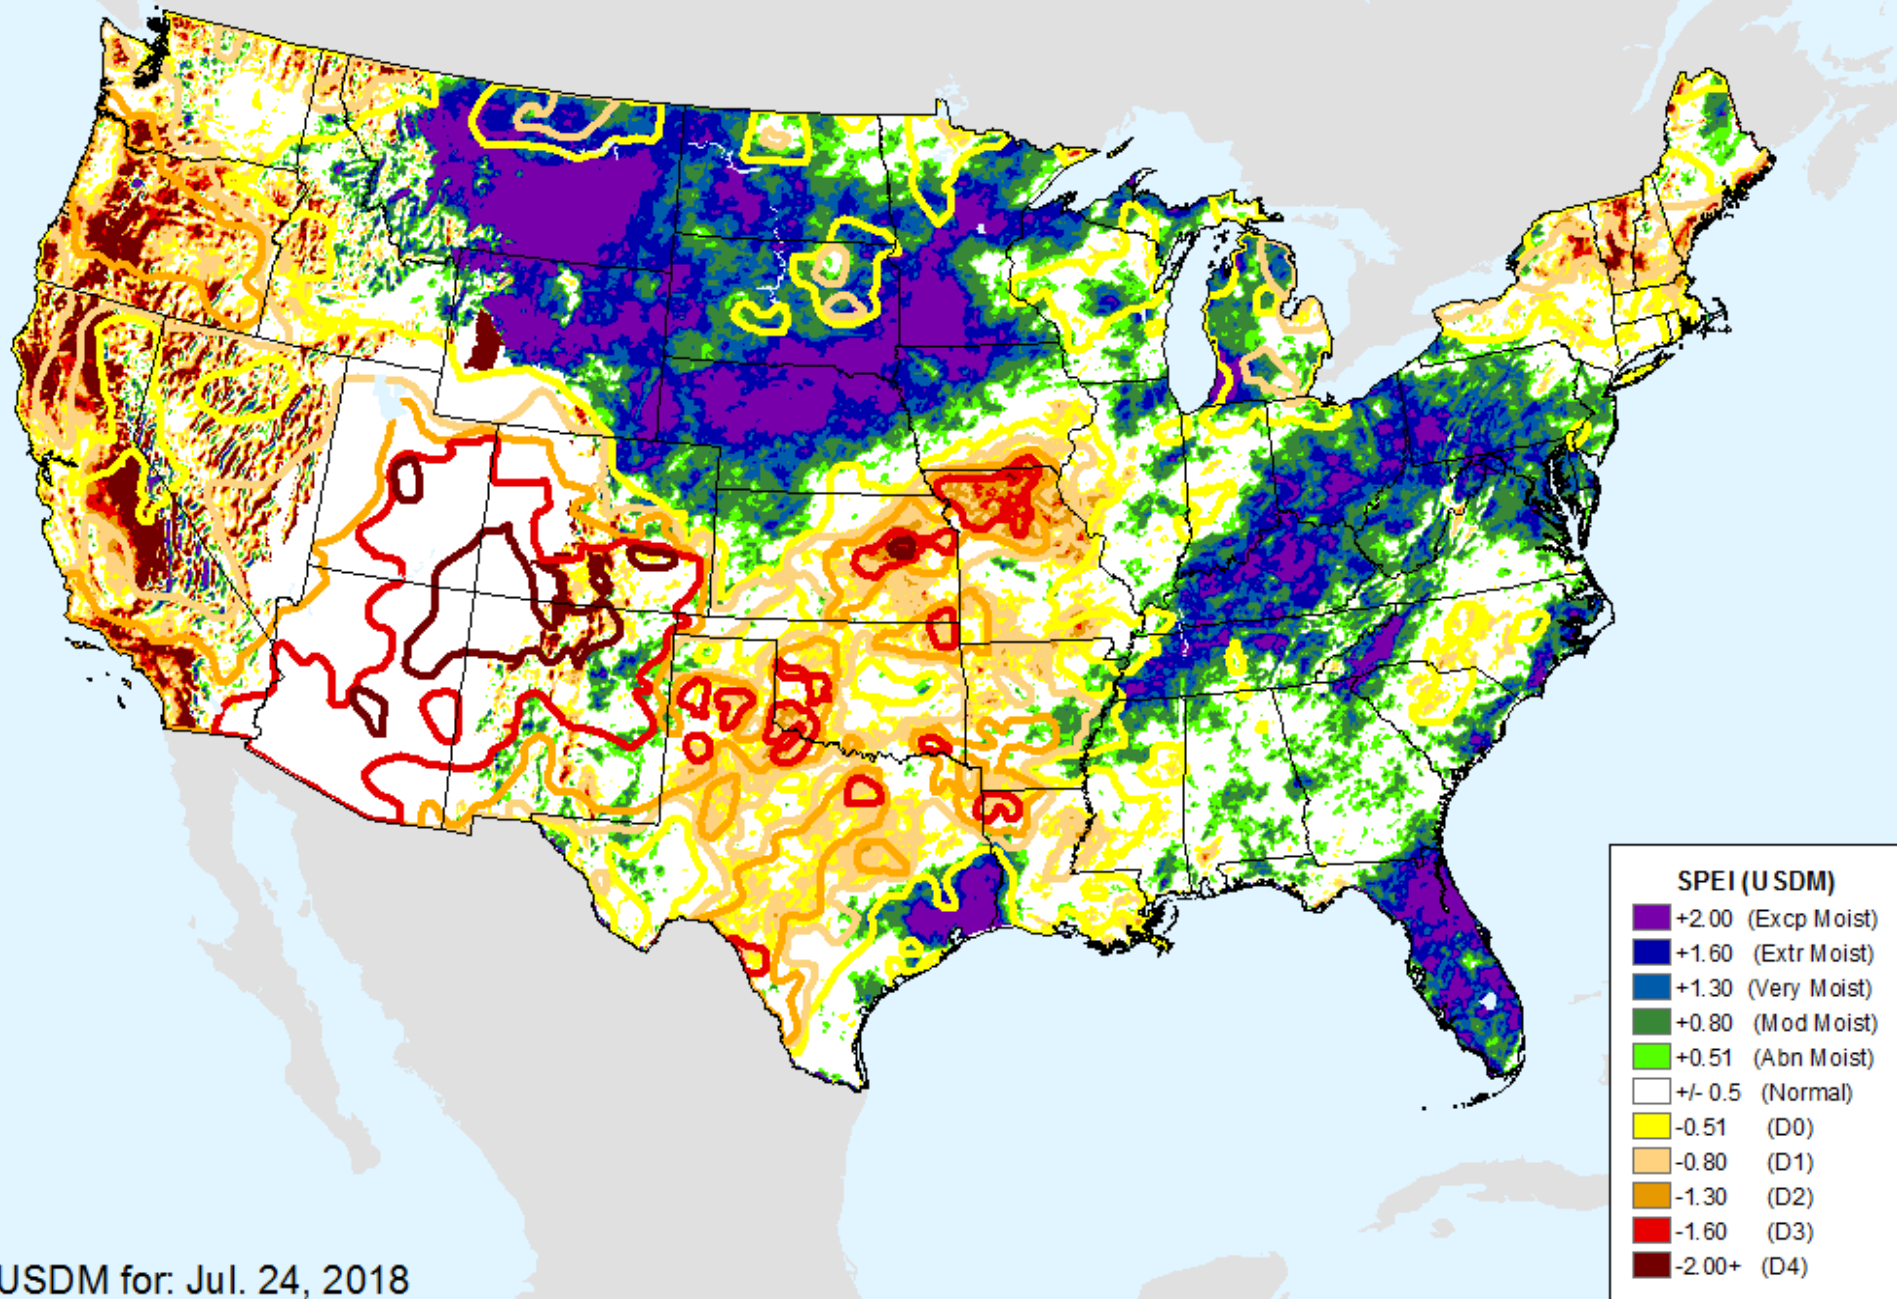 SPEI (USDM)
+2.00 (Excp Moist)
+1.60 (Extr Moist)
+1.30 (Very Moist)
+0.80 (Mod Moist)
+0.51 (Abn Moist)
+/- 0.5 (Normal)
-0.51 (D0)
-0.80 (D1)
-1.30 (D2)
-1.60 (D3)
-2.00+ (D4)
USDM for: Jul. 24, 2018